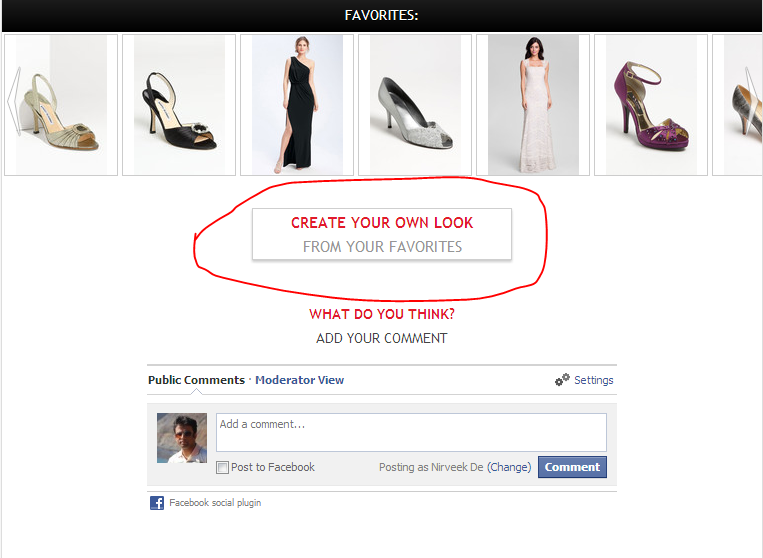 FAVORITES:
CREATE YOUR OWN LOOK
FROM YOUR FAVORITES
WHAT DO YOU THINK?
ADD YOUR COMMENT
Public Comments · Moderator View Settings
Add a comment...
Post to Facebook Posting as Nirveek De (Change) Comment
Facebook social plugin